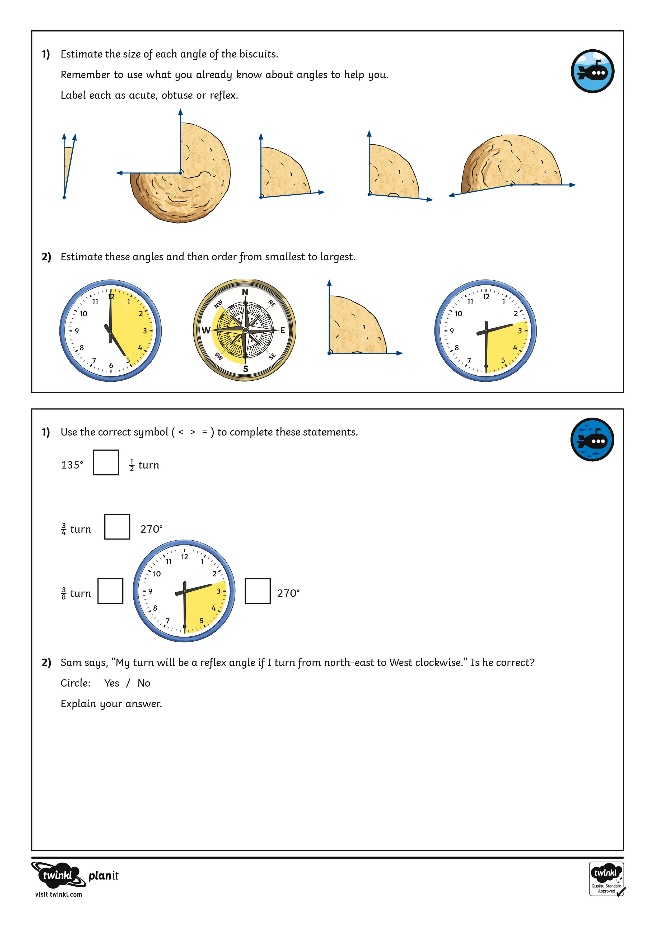 1) Estimate the size of each angle of the biscuits.
Remember to use what you already know about angles to help you.
Label each as acute, obtuse or reflex.
2) Estimate these angles and then order from smallest to largest.
12 1 2 3 4 5 6 7 8 9 10 11
N NE E SE S SW W NW
12 1 2 3 4 5 6 7 8 9 10 11
1) Use the correct symbol ( < > = ) to complete these statements.
135° ½ turn
¾ turn 270°
⅜ turn 12 1 2 3 4 5 7 8 9 10 11 270°
2) Sam says, "My turn will be a reflex angle if I turn from north-east to West clockwise." Is he correct?
Circle: Yes / No
Explain your answer.
twinkl planit
visit twinkl.com
twinkl
Quality Standard
Approved